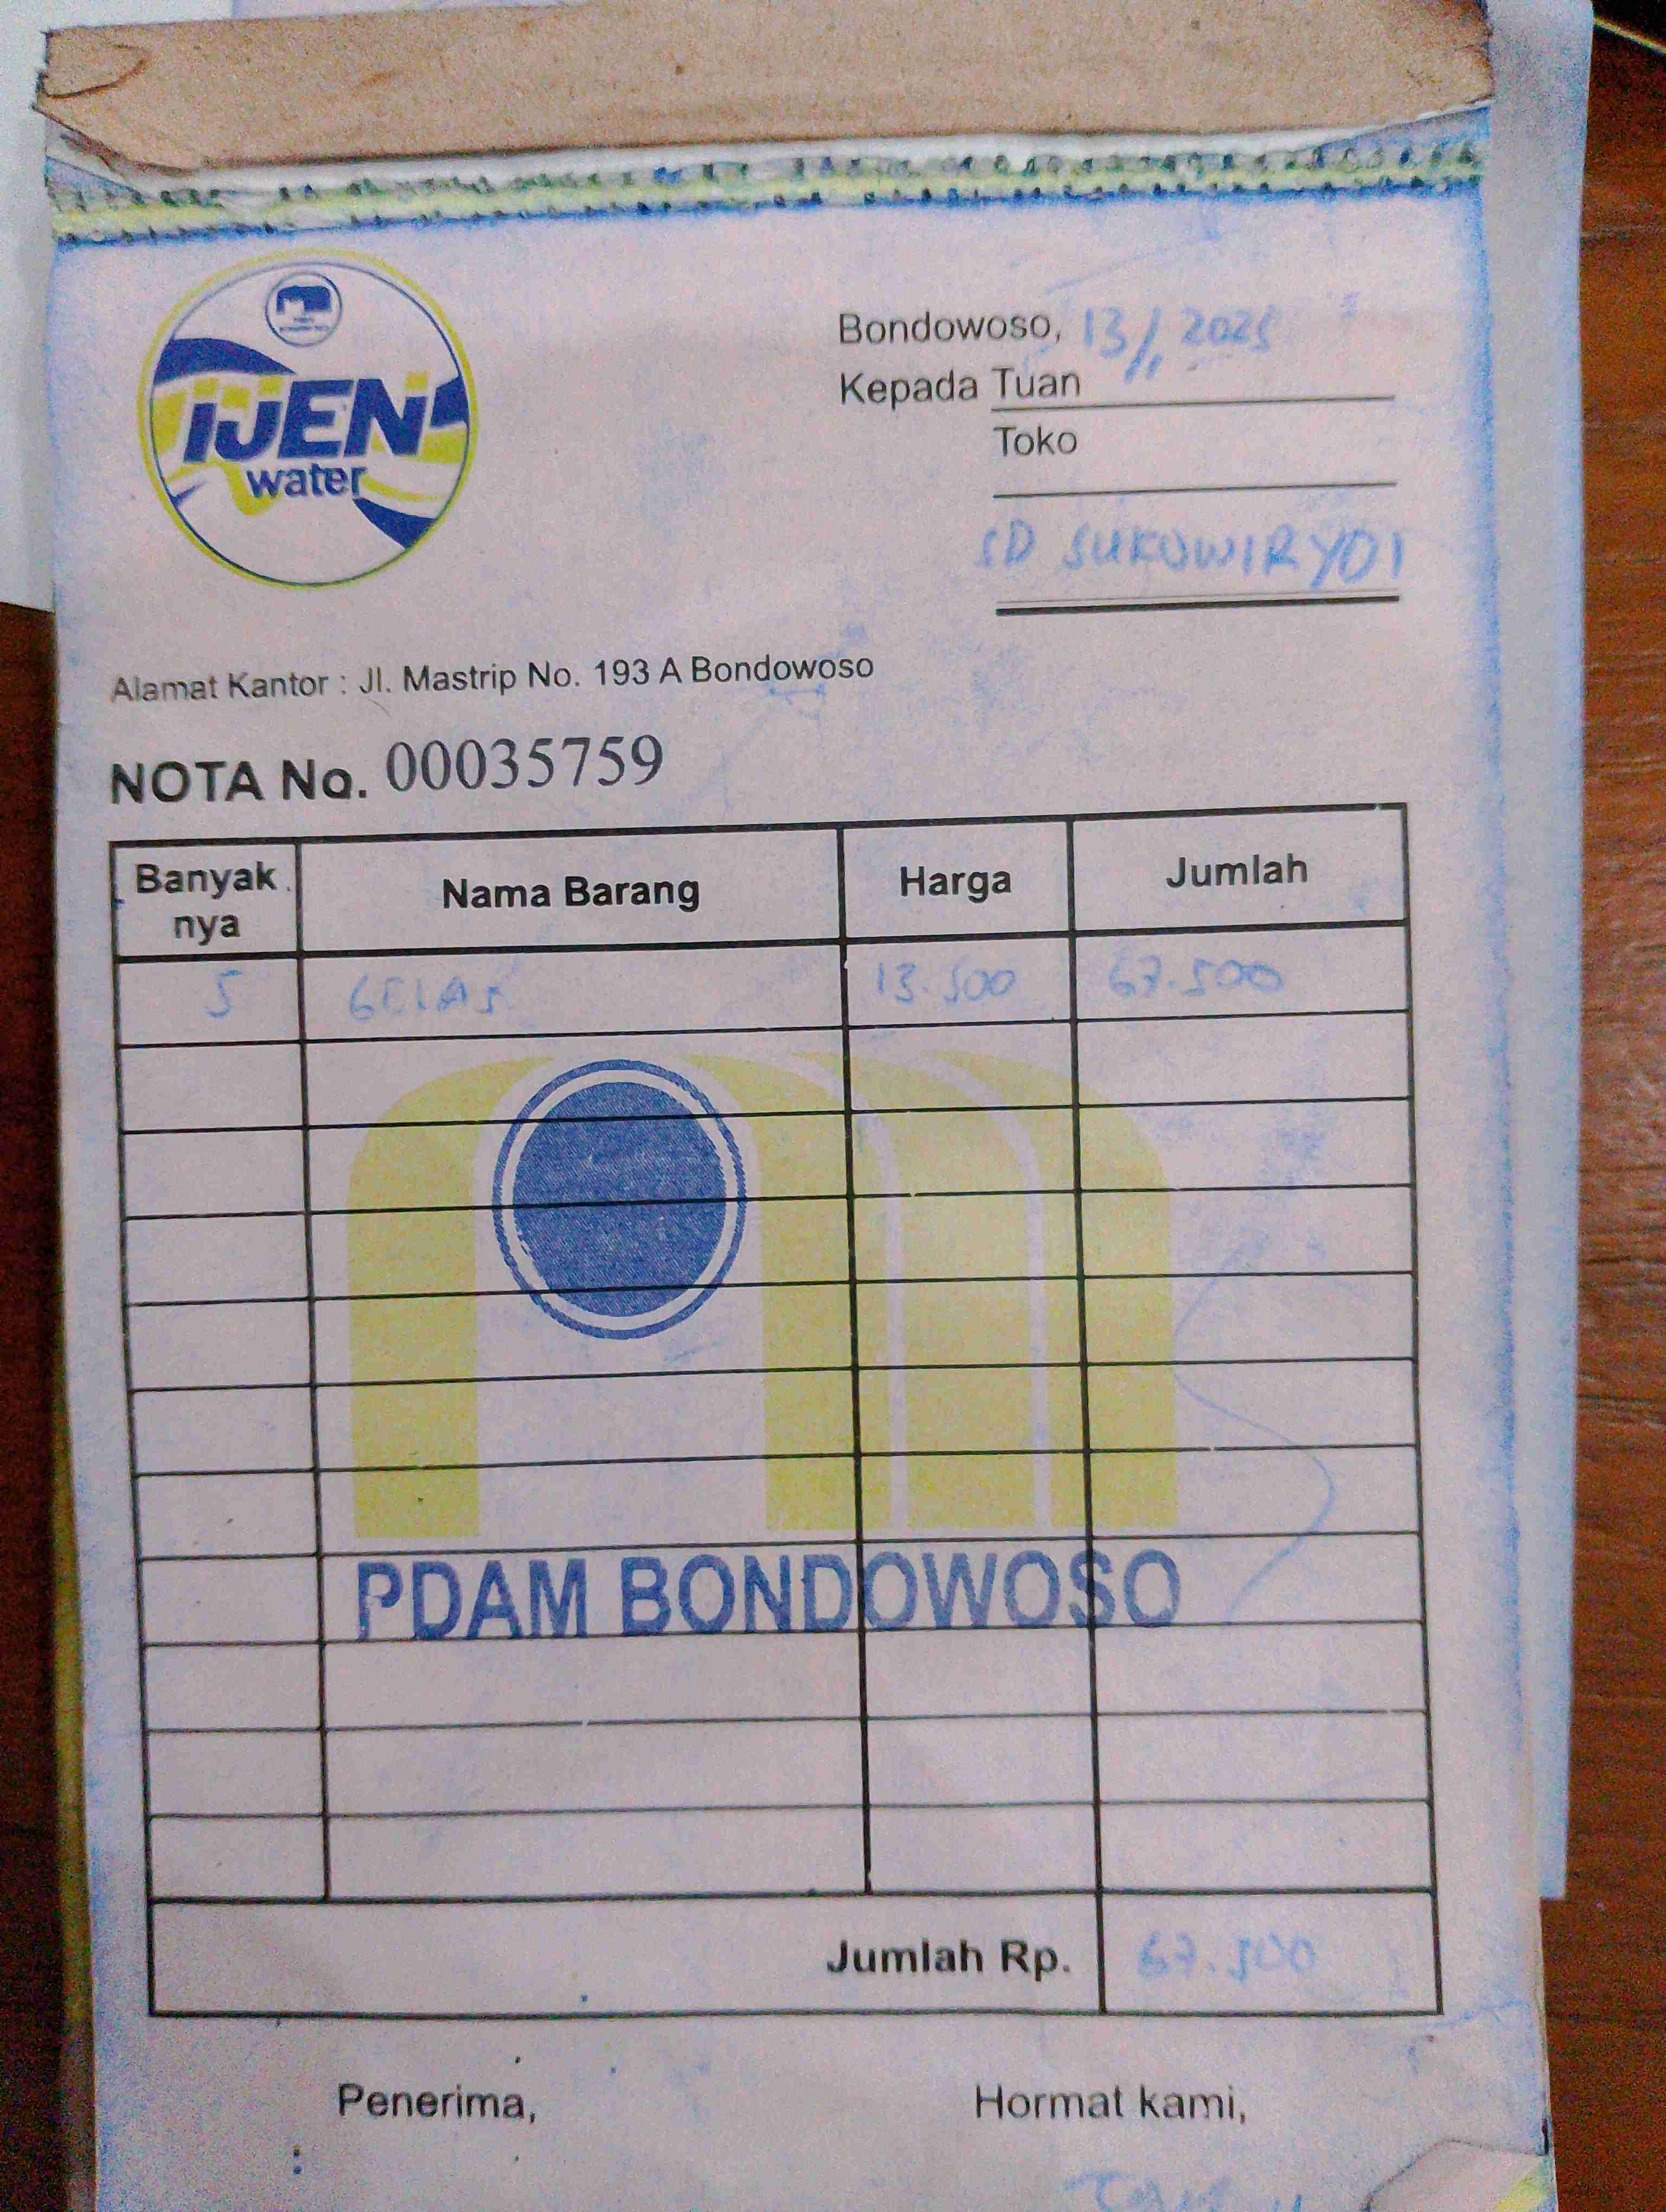 IJEN
water
Bondowoso, 13/11 2025
Kepada Tuan
Toko
SD SUKOWIRYO 1
Alamat Kantor : Jl. Mastrip No. 193 A Bondowoso
NOTA No. 00035759
Banyak nya Nama Barang Harga Jumlah
5 GELAS 13.500 67.500
PDAM BONDOWOSO
Jumlah Rp. 67.500
Penerima, Hormat kami,